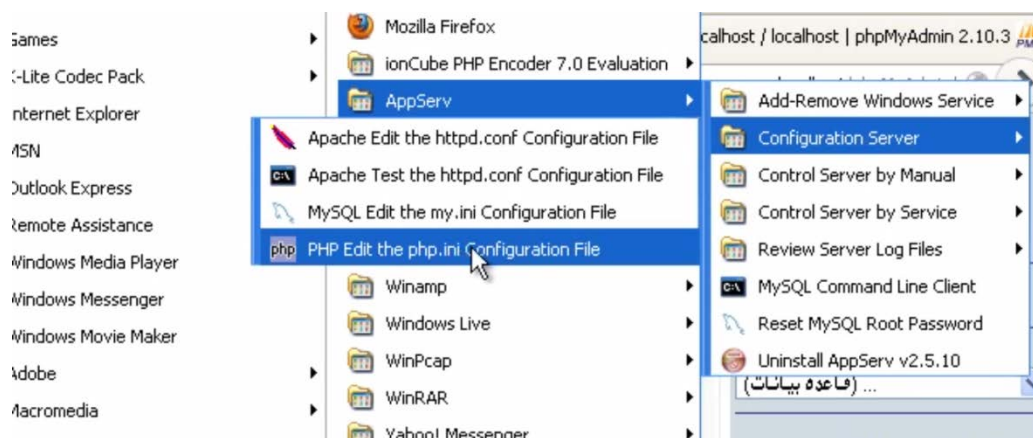 Games
K-Lite Codec Pack
Internet Explorer
MSN
Outlook Express
Remote Assistance
Windows Media Player
Windows Messenger
Windows Movie Maker
Adobe
Macromedia
Mozilla Firefox
ionCube PHP Encoder 7.0 Evaluation
AppServ
Apache Edit the httpd.conf Configuration File
Apache Test the httpd.conf Configuration File
MySQL Edit the my.ini Configuration File
php PHP Edit the php.ini Configuration File
Winamp
Windows Live
WinPcap
WinRAR
Yahoo! Messenger
calhost / localhost | phpMyAdmin 2.10.3
Add-Remove Windows Service
Configuration Server
Control Server by Manual
Control Server by Service
Review Server Log Files
MySQL Command Line Client
Reset MySQL Root Password
Uninstall AppServ v2.5.10
(قاعدة بيانات) ...